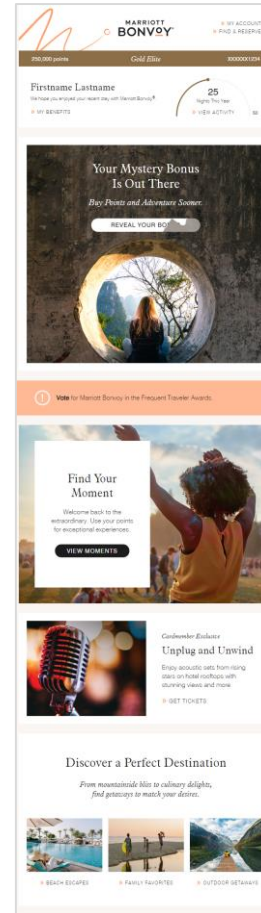 MARRIOTT
BONVOY
MY ACCOUNT
FIND & RESERVE
250,000 points
Gold Elite
XXXXXX1234
Firstname Lastname
We hope you enjoyed your recent stay with Marriott Bonvoy.
MY BENEFITS
25
Nights This Year
VIEW ACTIVITY
50
Your Mystery Bonus
Is Out There
Buy Points and Adventure Sooner.
REVEAL YOUR
Vote for Marriott Bonvoy in the Frequent Traveler Awards.
Find Your
Moment
Welcome back to the
extraordinary. Use your points
for exceptional experiences.
VIEW MOMENTS
Cardmember Exclusive
Unplug and Unwind
Enjoy acoustic sets from rising
stars on hotel rooftops with
stunning views and more.
GET TICKETS
Discover a Perfect Destination
From mountainside bliss to culinary delights,
find getaways to match your desires.
BEACH ESCAPES
FAMILY FAVORITES
OUTDOOR GETAWAYS